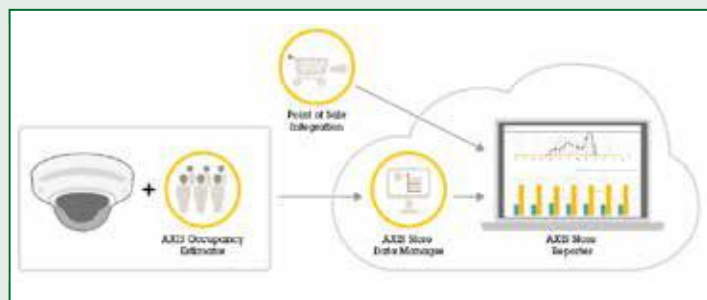 Point of Sale
Integration
AXIS Occupancy
Estimator
AXIS Store
Data Manager
AXIS Store
Reporter